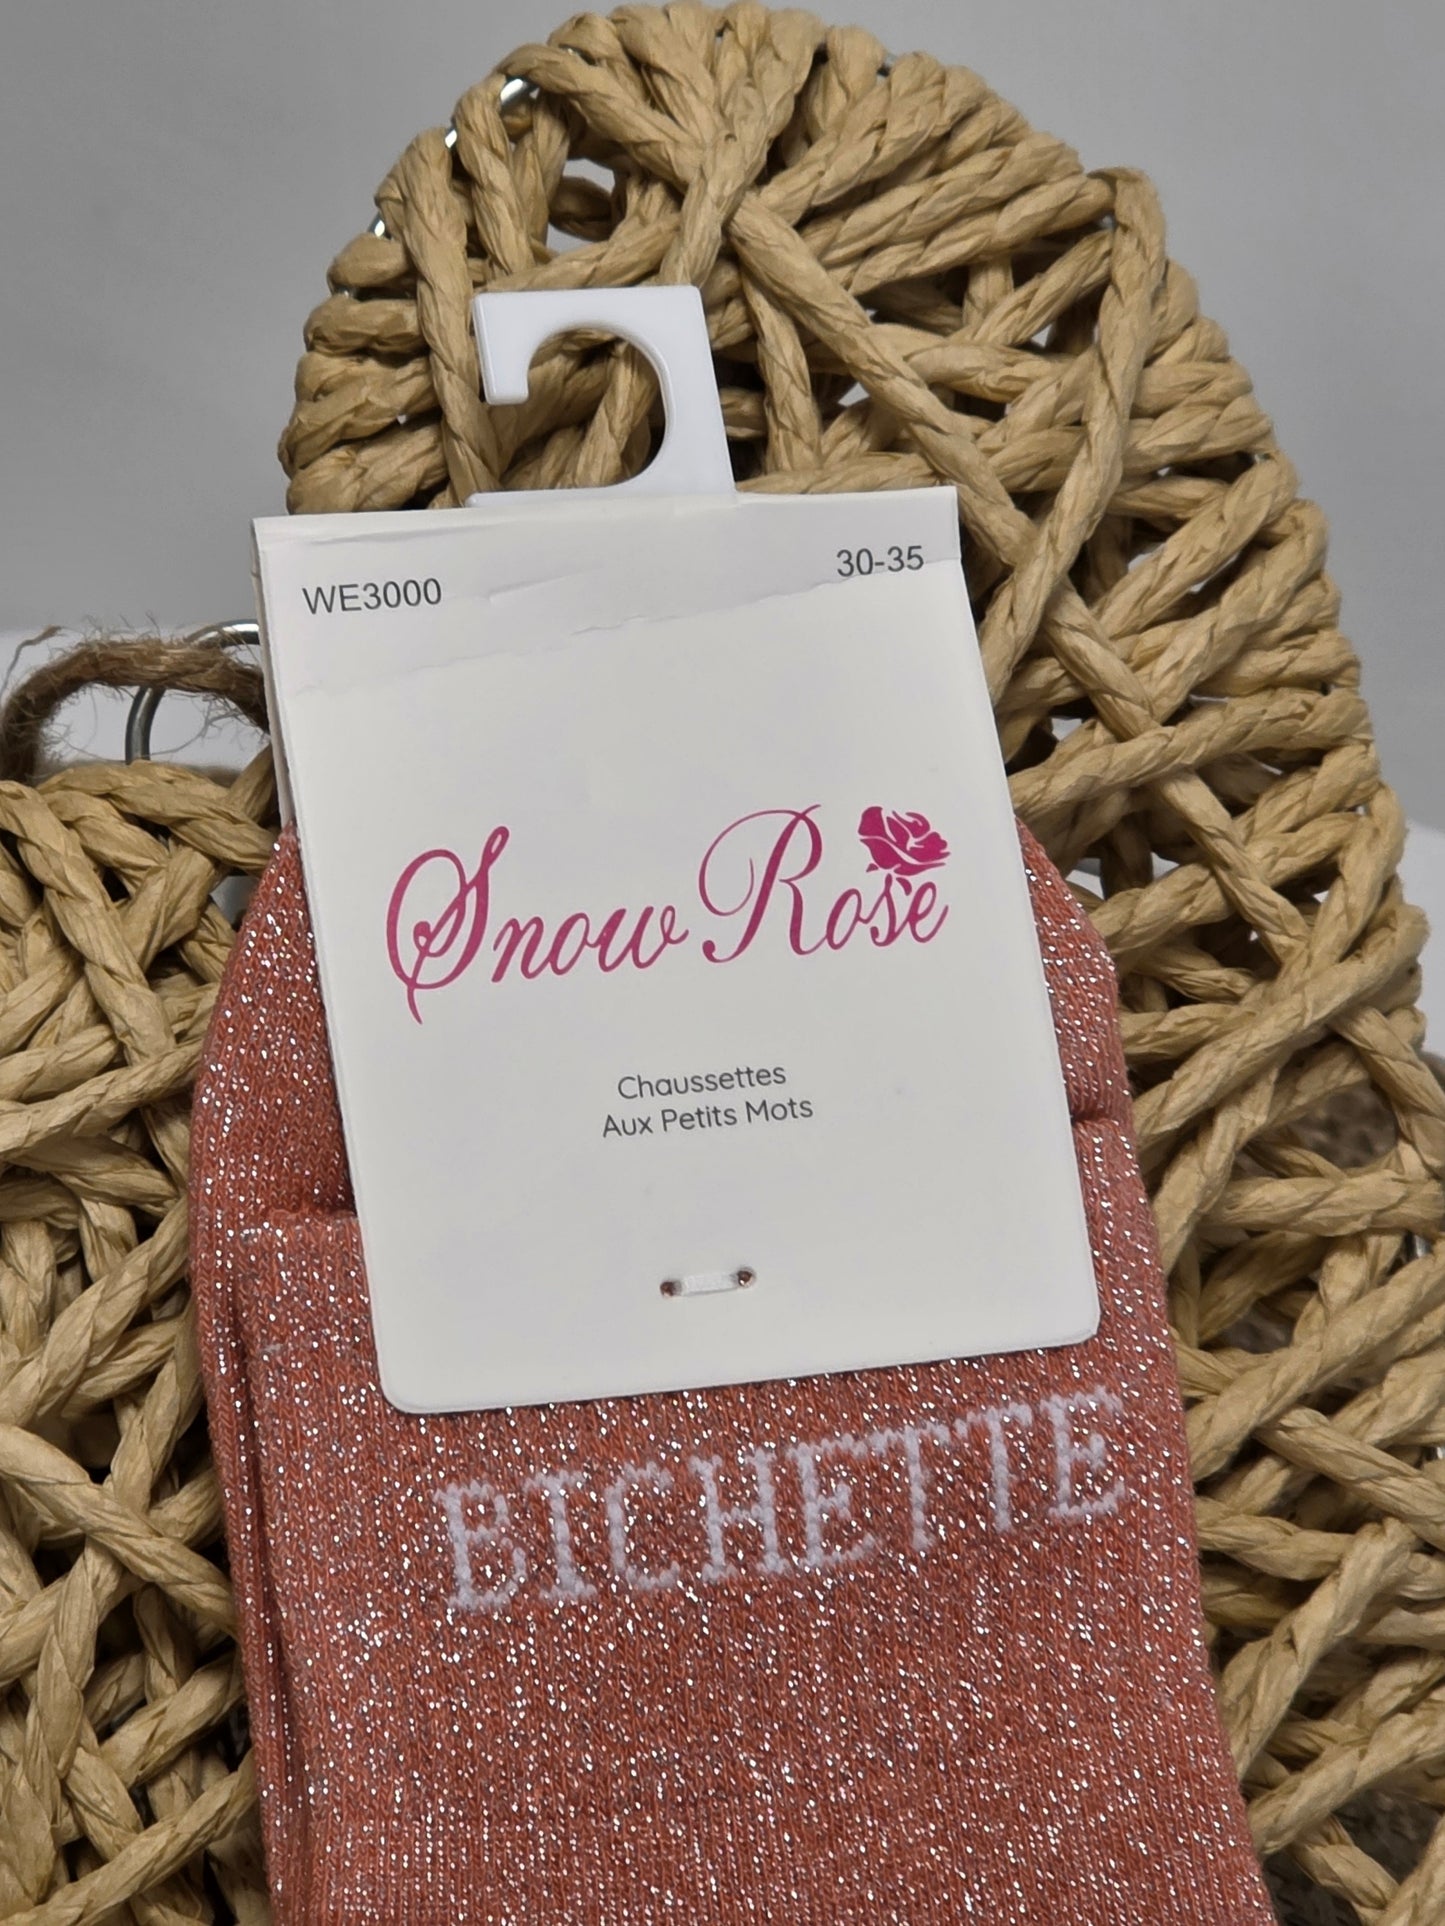 WE3000 30-35
Snow Rose
Chaussettes
Aux Petits Mots
BICHETTE